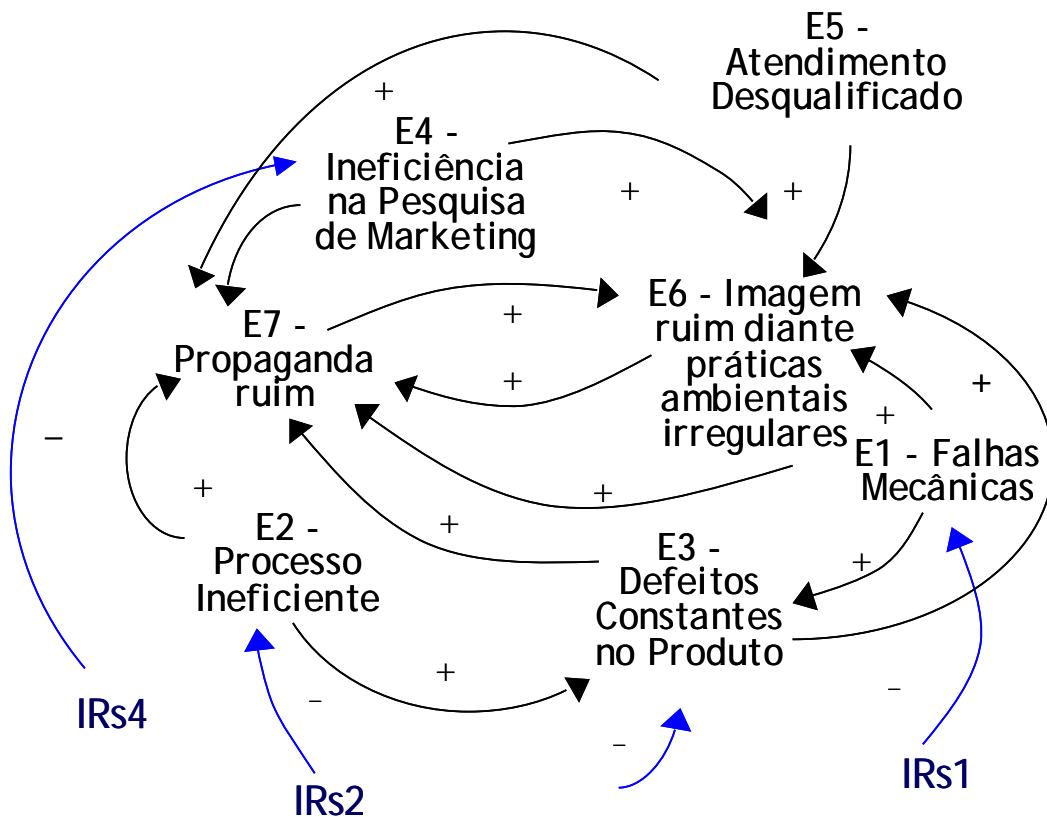 E5 -
Atendimento
Desqualificado
+
E4 -
Ineficiência
na Pesquisa
de Marketing
+
+
E7 -
Propaganda
ruim
+
+
E6 - Imagem
ruim diante
práticas
ambientais
irregulares
+
+
E1 - Falhas
Mecânicas
–
+
+
+
+
E2 -
Processo
Ineficiente
E3 -
Defeitos
Constantes
no Produto
+
–
–
–
IRs4
IRs2
IRs1